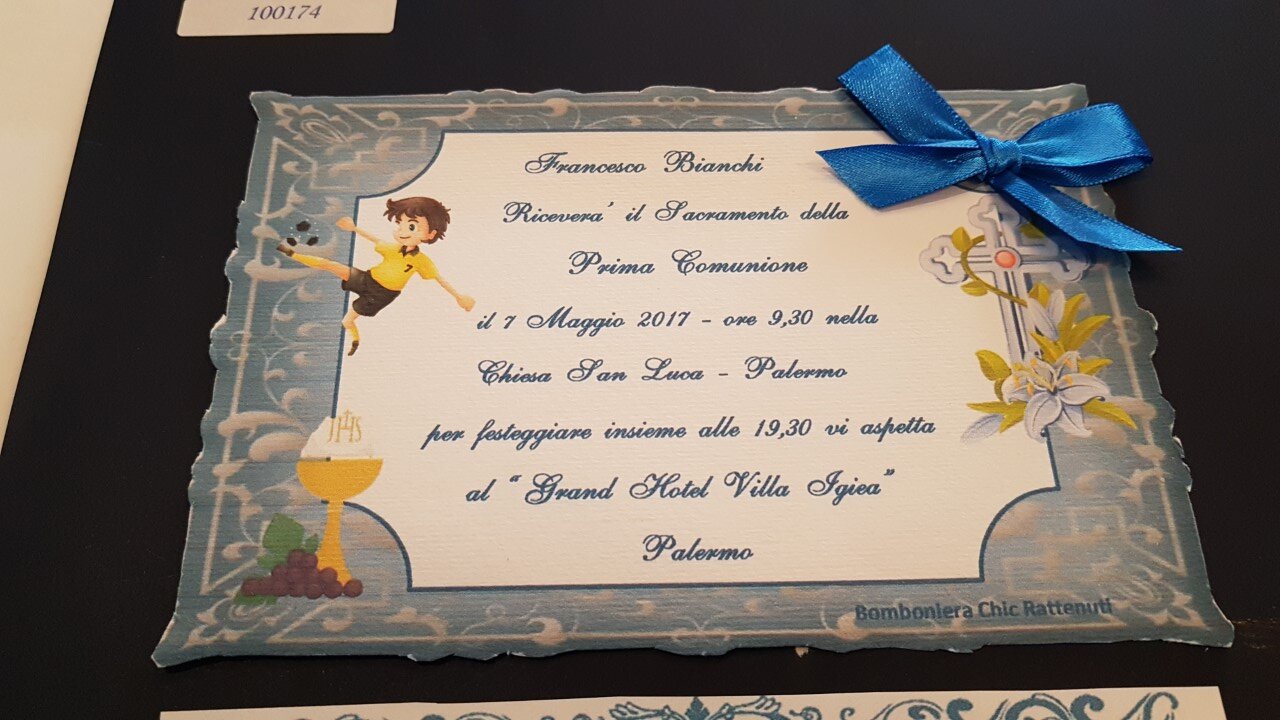 100174
Francesco Bianchi
Ricevera' il Sacramento della
Prima Comunione
il 7 Maggio 2017 - ore 9,30 nella
Chiesa San Luca - Palermo
per festeggiare insieme alle 19,30 vi aspetta
al "Grand Hotel Villa Igiea"
Palermo
7
JHS
Bomboniera Chic Rattenuti